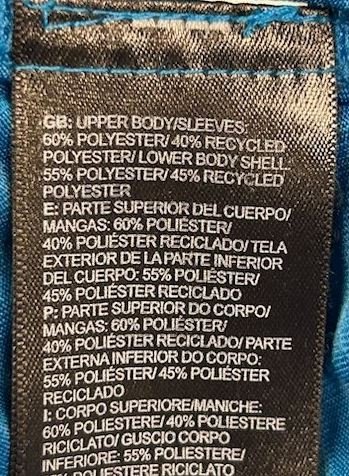 GB: UPPER BODY/SLEEVES:
60% POLYESTER/ 40% RECYCLED
POLYESTER/ LOWER BODY SHELL:
55% POLYESTER/ 45% RECYCLED
POLYESTER
E: PARTE SUPERIOR DEL CUERPO/
MANGAS: 60% POLIÉSTER/
40% POLIÉSTER RECICLADO/ TELA
EXTERIOR DE LA PARTE INFERIOR
DEL CUERPO: 55% POLIÉSTER/
45% POLIÉSTER RECICLADO
P: PARTE SUPERIOR DO CORPO/
MANGAS: 60% POLIÉSTER/
40% POLIÉSTER RECICLADO/ PARTE
EXTERNA INFERIOR DO CORPO:
55% POLIÉSTER/ 45% POLIÉSTER
RECICLADO
I: CORPO SUPERIORE/MANICHE:
60% POLIESTERE/ 40% POLIESTERE
RICICLATO/ GUSCIO CORPO
INFERIORE: 55% POLIESTERE/
% POLIESTERE RICICLATO